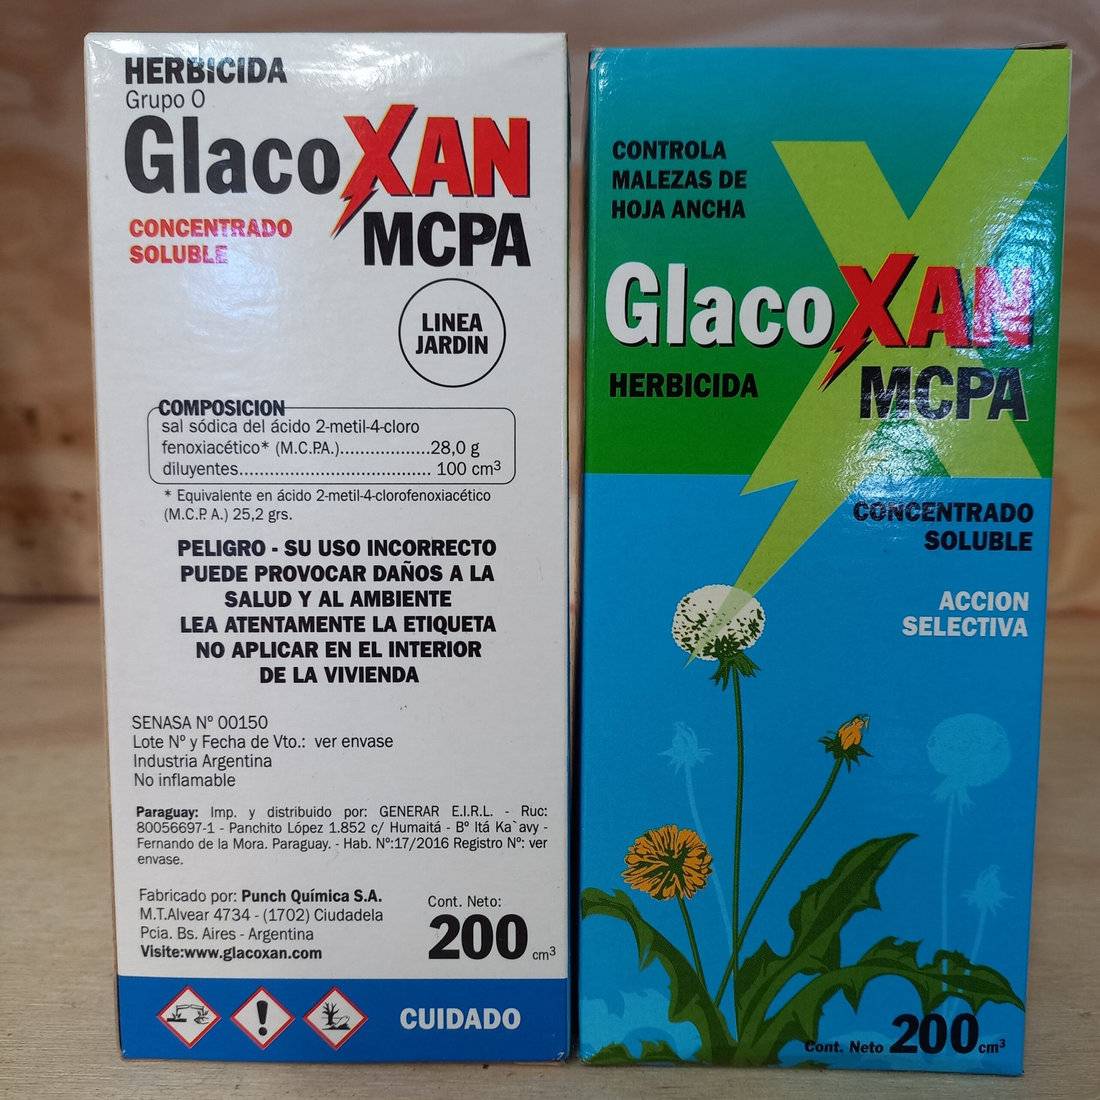 HERBICIDA
Grupo O
GlacoXAN
CONCENTRADO
SOLUBLE
MCPA
LINEA
JARDIN
COMPOSICION
sal sódica del ácido 2-metil-4-cloro
fenoxiacético* (M.C.P.A.)..................28,0 g
diluyentes..................................... 100 cm³
* Equivalente en ácido 2-metil-4-clorofenoxiacético
(M.C.P. A.) 25,2 grs.
PELIGRO - SU USO INCORRECTO
PUEDE PROVOCAR DAÑOS A LA
SALUD Y AL AMBIENTE
LEA ATENTAMENTE LA ETIQUETA
NO APLICAR EN EL INTERIOR
DE LA VIVIENDA
SENASA Nº 00150
Lote Nº y Fecha de Vto.: ver envase
Industria Argentina
No inflamable
Paraguay: Imp. y distribuido por: GENERAR E.I.R.L. - Ruc:
80056697-1 - Panchito López 1.852 c/ Humaitá - Bº Itá Ka`avy -
Fernando de la Mora. Paraguay. - Hab. Nº:17/2016 Registro Nº: ver
envase.
Fabricado por: Punch Química S.A.
M.T.Alvear 4734 - (1702) Ciudadela
Pcia. Bs. Aires - Argentina
Visite:www.glacoxan.com
Cont. Neto:
200 cm³
CUIDADO
CONTROLA
MALEZAS DE
HOJA ANCHA
GlacoXAN
HERBICIDA
MCPA
CONCENTRADO
SOLUBLE
ACCION
SELECTIVA
Cont. Neto 200 cm³